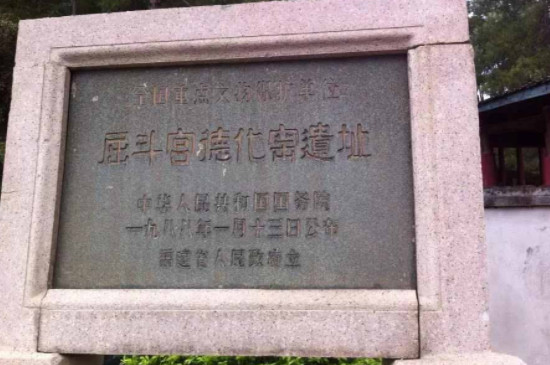 全国重点文物保护单位
屈斗宫德化窑遺址
中华人民共和国国务院
一九八八年一月十三日公布
福建省人民政府立